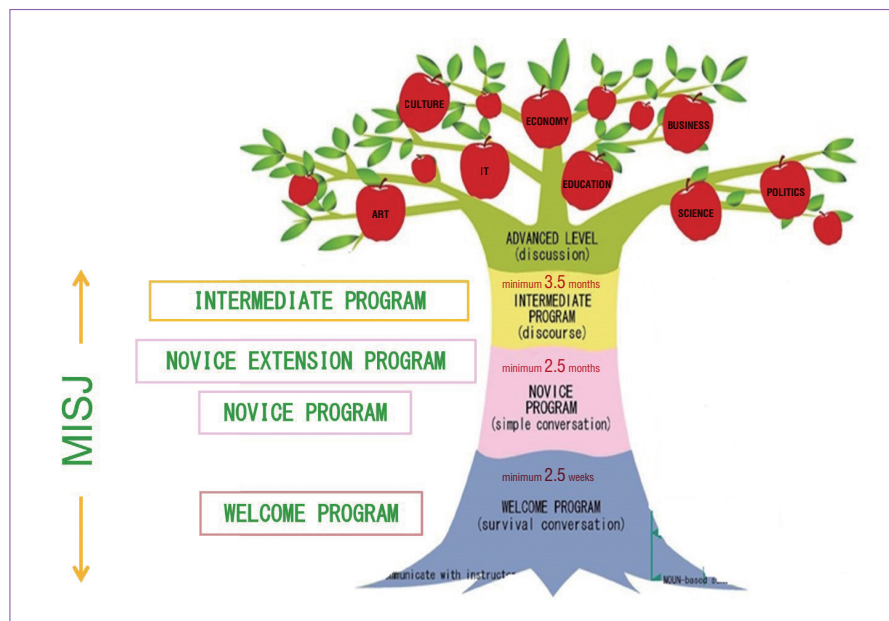 CULTURE
ECONOMY
BUSINESS
IT
EDUCATION
ART
SCIENCE
POLITICS
ADVANCED LEVEL
(discussion)
minimum 3.5 months
INTERMEDIATE
PROGRAM
(discourse)
minimum 2.5 months
NOVICE
PROGRAM
(simple conversation)
minimum 2.5 weeks
WELCOME PROGRAM
(survival conversation)
with instructor
NOUN-based
INTERMEDIATE PROGRAM
NOVICE EXTENSION PROGRAM
NOVICE PROGRAM
WELCOME PROGRAM
MISJ